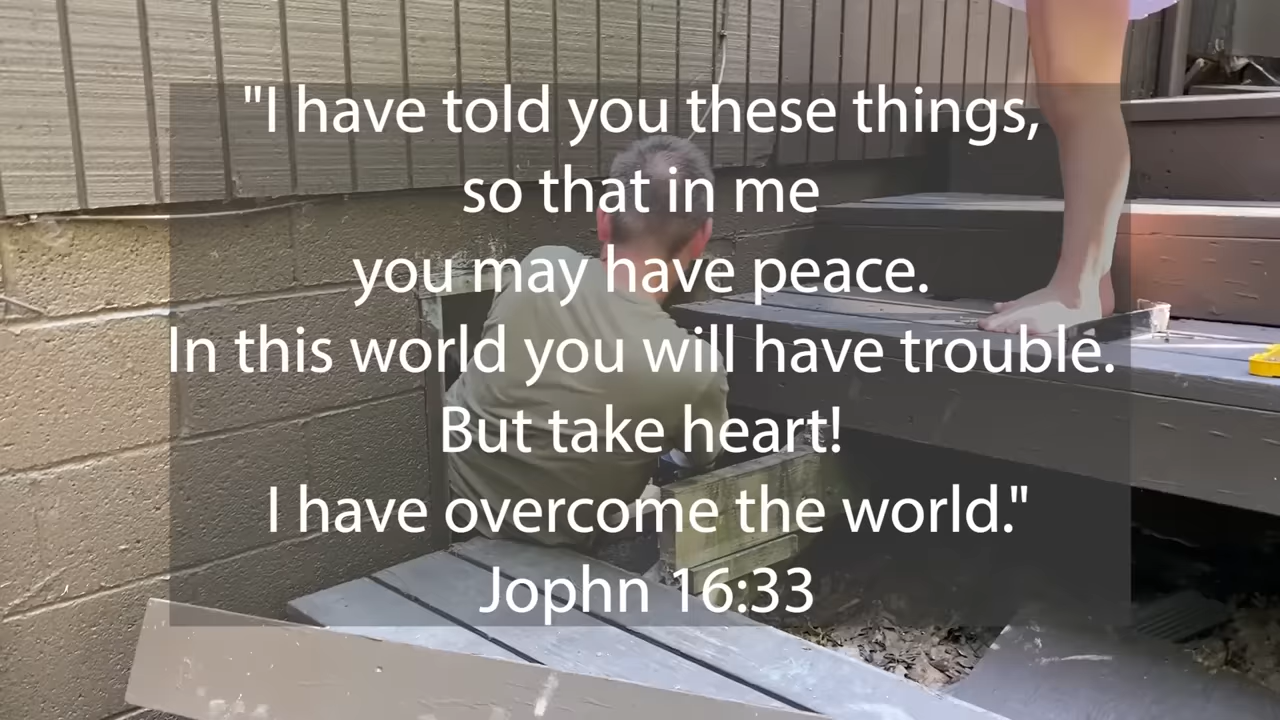 "I have told you these things,
so that in me
you may have peace.
In this world you will have trouble.
But take heart!
I have overcome the world."
Jophn 16:33